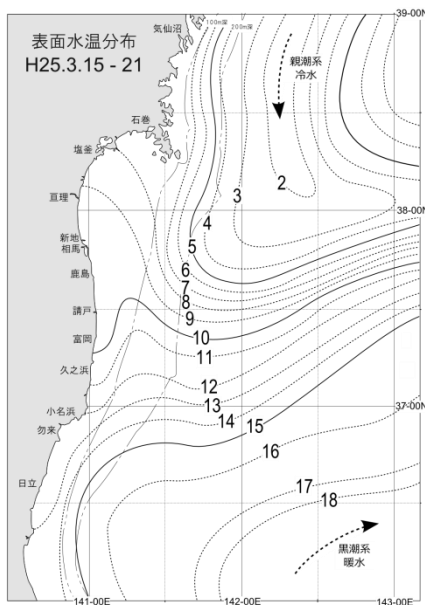 表面水温分布
H25.3.15 - 21
気仙沼
100m深
200m深
39-00N
親潮系
冷水
石巻
塩釜
亘理
2
3
38-00N
4
新地
相馬
5
鹿島
6
7
8
請戸
9
富岡
10
11
久之浜
12
小名浜
13
37-00N
14
15
勿来
16
日立
17
18
黒潮系
暖水
141-00E
142-00E
143-00E